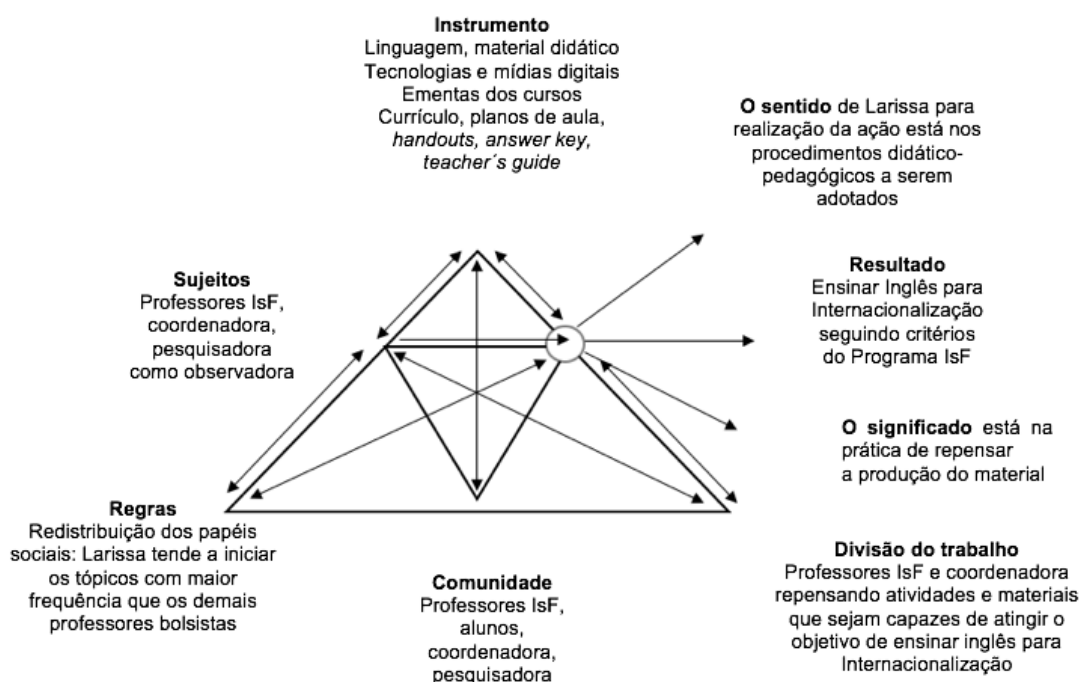 Instrumento
Linguagem, material didático
Tecnologias e mídias digitais
Ementas dos cursos
Currículo, planos de aula,
handouts, answer key,
teacher´s guide
O sentido de Larissa para
realização da ação está nos
procedimentos didático-
pedagógicos a serem
adotados
Sujeitos
Professores IsF,
coordenadora,
pesquisadora
como observadora
Resultado
Ensinar Inglês para
Internacionalização
seguindo critérios
do Programa IsF
O significado está na
prática de repensar
a produção do material
Regras
Redistribuição dos papéis
sociais: Larissa tende a iniciar
os tópicos com maior
frequência que os demais
professores bolsistas
Comunidade
Professores IsF,
alunos,
coordenadora,
pesquisadora
Divisão do trabalho
Professores IsF e coordenadora
repensando atividades e materiais
que sejam capazes de atingir o
objetivo de ensinar inglês para
Internacionalização